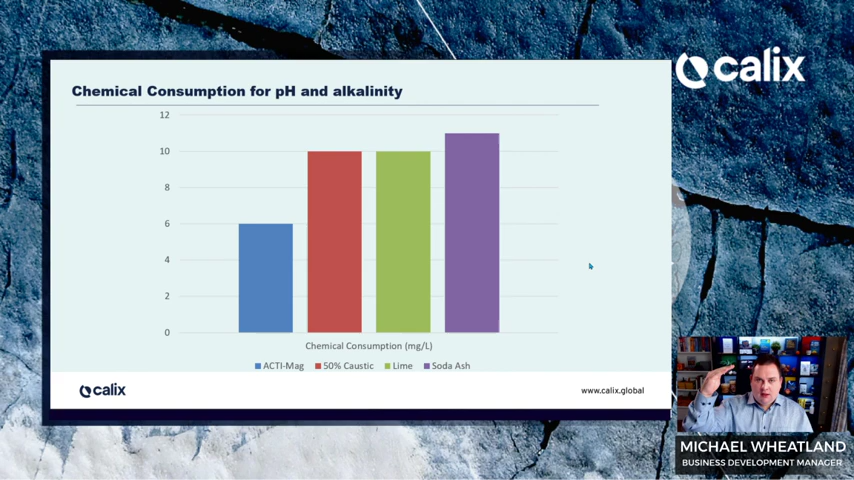 calix
Chemical Consumption for pH and alkalinity
12
10
8
6
4
2
0
Chemical Consumption (mg/L)
ACTI-Mag 50% Caustic Lime Soda Ash
calix
www.calix.global
MICHAEL WHEATLAND
BUSINESS DEVELOPMENT MANAGER